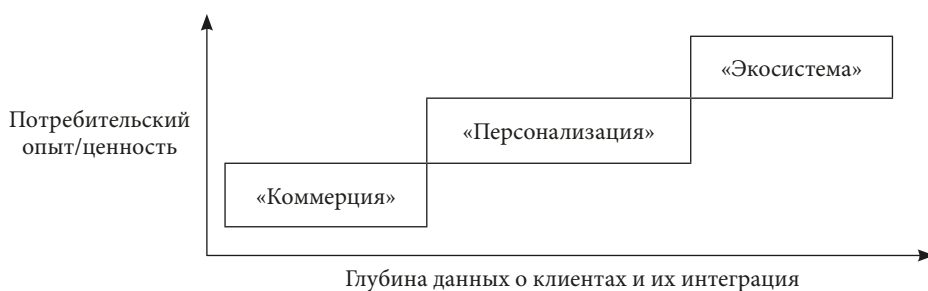 «Экосистема»
Потребительский
опыт/ценность
«Персонализация»
«Коммерция»
Глубина данных о клиентах и их интеграция